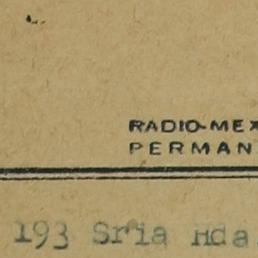 RADIO-MEX
PERMAN
193 Sria Hda